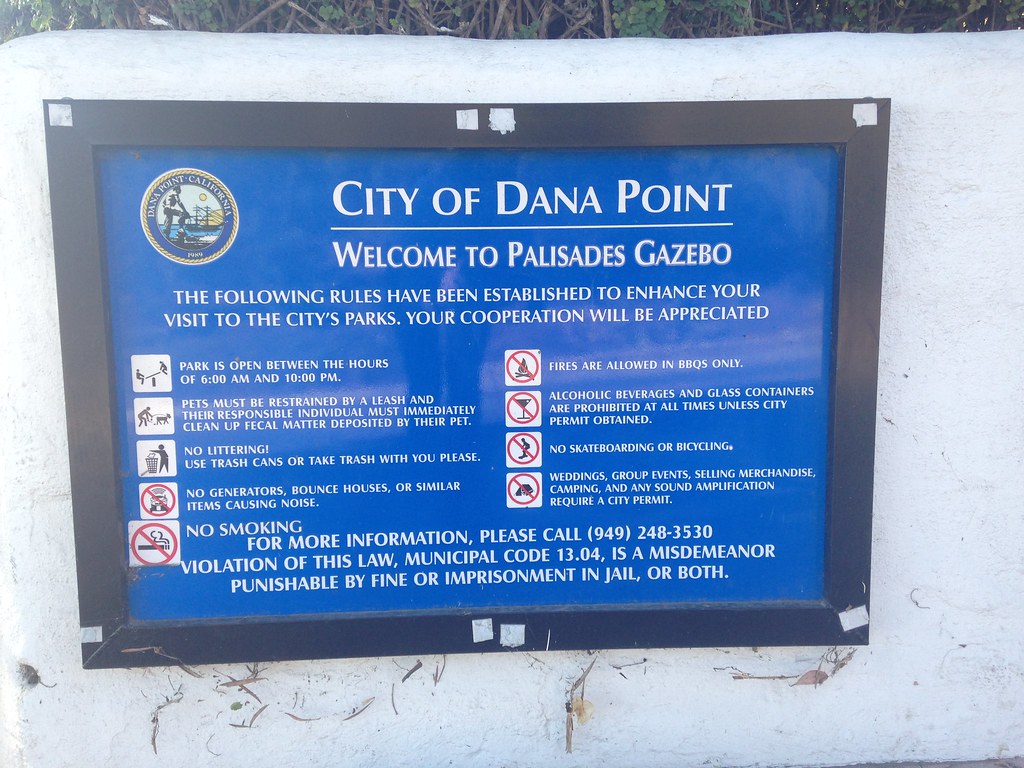 DANA POINT · CALIFORNIA
1989
CITY OF DANA POINT
WELCOME TO PALISADES GAZEBO
THE FOLLOWING RULES HAVE BEEN ESTABLISHED TO ENHANCE YOUR
VISIT TO THE CITY'S PARKS. YOUR COOPERATION WILL BE APPRECIATED
PARK IS OPEN BETWEEN THE HOURS
OF 6:00 AM AND 10:00 PM.
PETS MUST BE RESTRAINED BY A LEASH AND
THEIR RESPONSIBLE INDIVIDUAL MUST IMMEDIATELY
CLEAN UP FECAL MATTER DEPOSITED BY THEIR PET.
NO LITTERING!
USE TRASH CANS OR TAKE TRASH WITH YOU PLEASE.
NO GENERATORS, BOUNCE HOUSES, OR SIMILAR
ITEMS CAUSING NOISE.
NO SMOKING
FIRES ARE ALLOWED IN BBQS ONLY.
ALCOHOLIC BEVERAGES AND GLASS CONTAINERS
ARE PROHIBITED AT ALL TIMES UNLESS CITY
PERMIT OBTAINED.
NO SKATEBOARDING OR BICYCLING.
WEDDINGS, GROUP EVENTS, SELLING MERCHANDISE,
CAMPING, AND ANY SOUND AMPLIFICATION
REQUIRE A CITY PERMIT.
FOR MORE INFORMATION, PLEASE CALL (949) 248-3530
VIOLATION OF THIS LAW, MUNICIPAL CODE 13.04, IS A MISDEMEANOR
PUNISHABLE BY FINE OR IMPRISONMENT IN JAIL, OR BOTH.